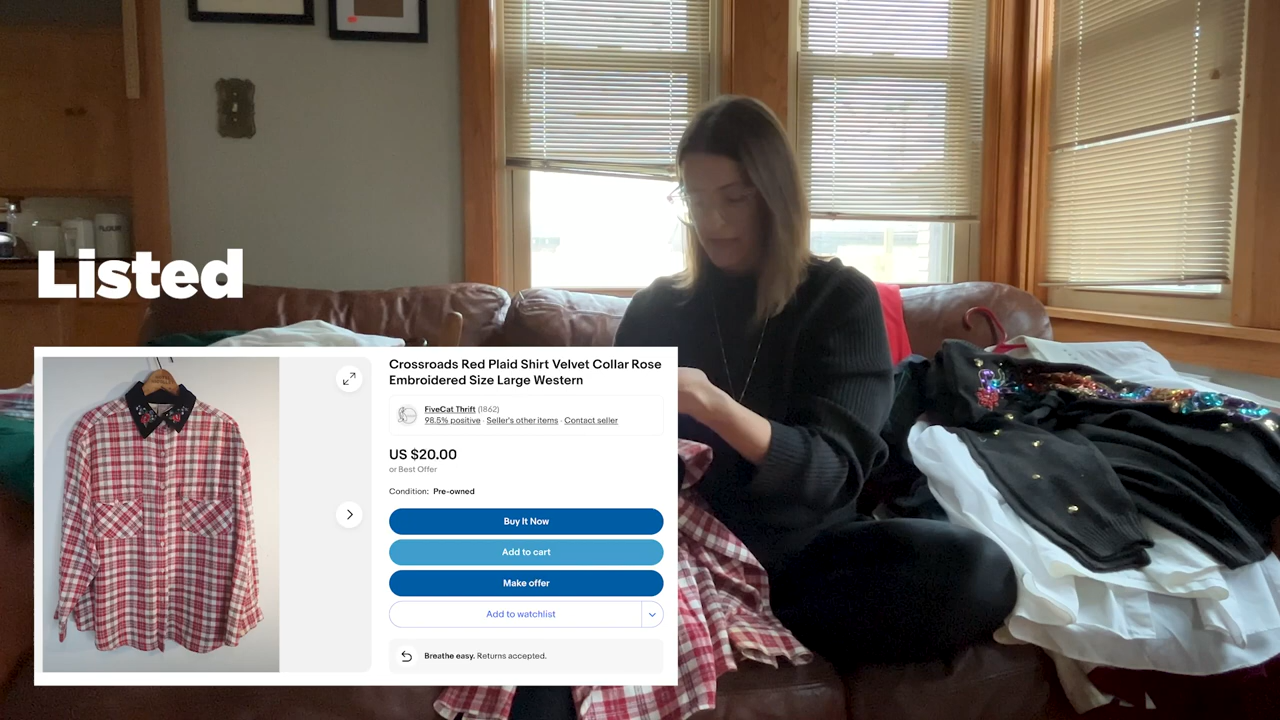 FLOUR
Listed
Crossroads Red Plaid Shirt Velvet Collar Rose
Embroidered Size Large Western
FiveCat Thrift (1862)
98.5% positive · Seller's other items · Contact seller
US $20.00
or Best Offer
Condition: Pre-owned
Buy It Now
Add to cart
Make offer
Add to watchlist
Breathe easy. Returns accepted.